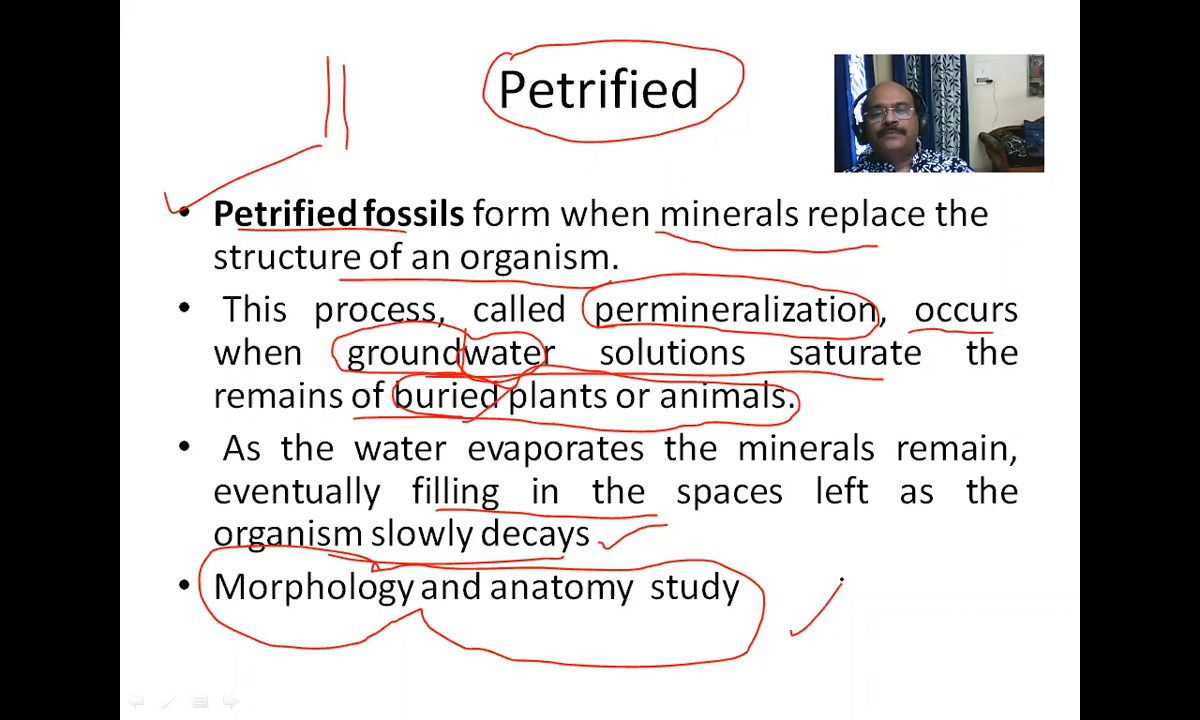 Petrified
• Petrified fossils form when minerals replace the
structure of an organism.
• This process, called permineralization, occurs
when groundwater solutions saturate the
remains of buried plants or animals.
• As the water evaporates the minerals remain,
eventually filling in the spaces left as the
organism slowly decays
• Morphology and anatomy study